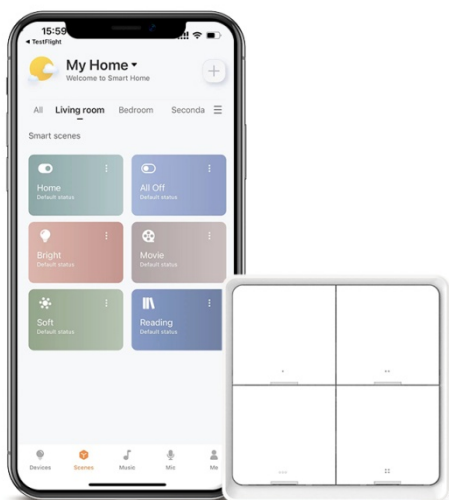 15:59
◀ TestFlight
My Home
Welcome to Smart Home
All Living room Bedroom Seconda
Smart scenes
Home
Default status
All Off
Default status
Bright
Default status
Movie
Default status
Soft
Default status
Reading
Default status
Devices Scenes Music Mic Me